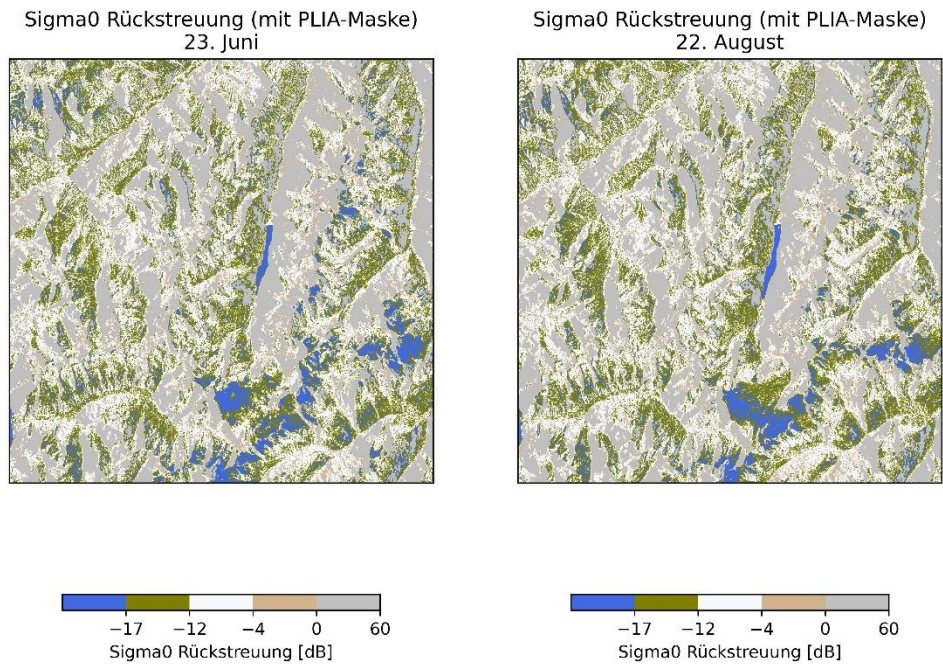 Sigma0 Rückstreuung (mit PLIA-Maske)
23. Juni
Sigma0 Rückstreuung (mit PLIA-Maske)
22. August
−17 −12 −4 0 60
Sigma0 Rückstreuung [dB]
−17 −12 −4 0 60
Sigma0 Rückstreuung [dB]